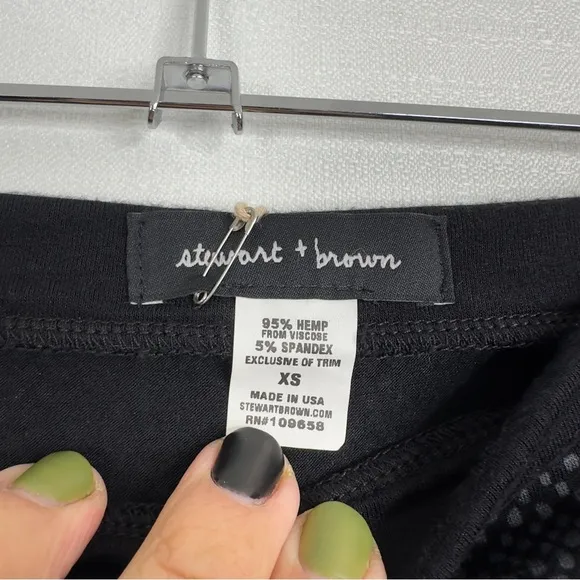 stewart + brown
95% HEMP
FROM VISCOSE
5% SPANDEX
EXCLUSIVE OF TRIM
XS
MADE IN USA
STEWARTBROWN.COM
RN#109658